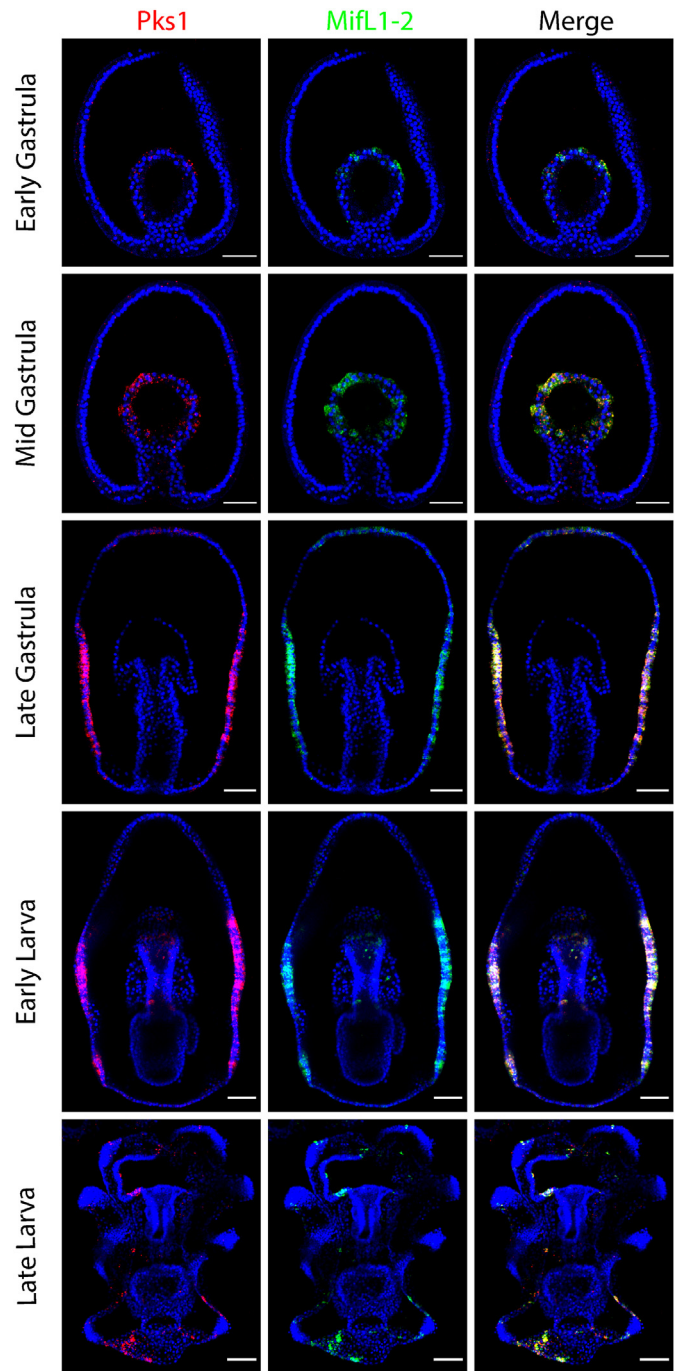 Pks1 MifL1-2 Merge
Early Gastrula
Mid Gastrula
Late Gastrula
Early Larva
Late Larva